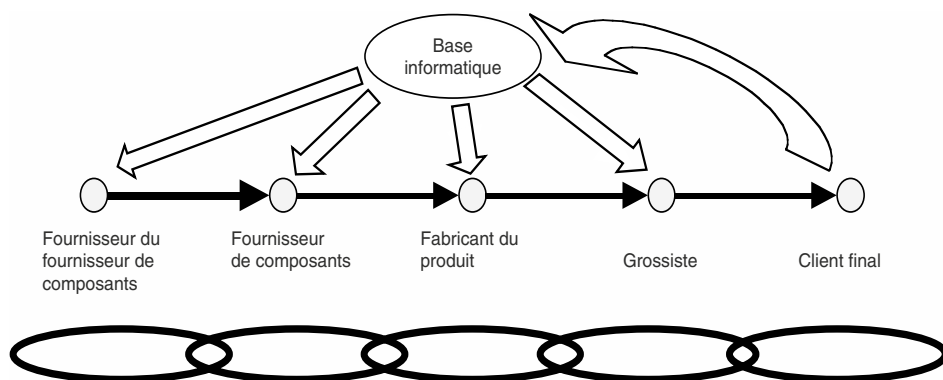 Base
informatique
Fournisseur du
fournisseur de
composants
Fournisseur
de composants
Fabricant du
produit
Grossiste
Client final